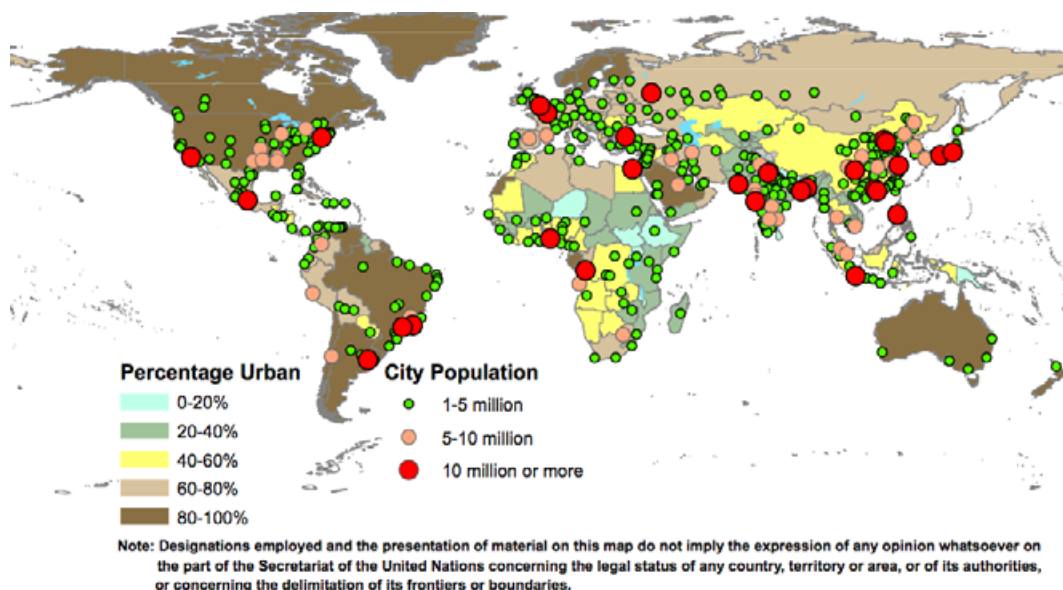 Percentage Urban
0-20%
20-40%
40-60%
60-80%
80-100%
City Population
1-5 million
5-10 million
10 million or more
Note: Designations employed and the presentation of material on this map do not imply the expression of any opinion whatsoever on
the part of the Secretariat of the United Nations concerning the legal status of any country, territory or area, or of its authorities,
or concerning the delimitation of its frontiers or boundaries.